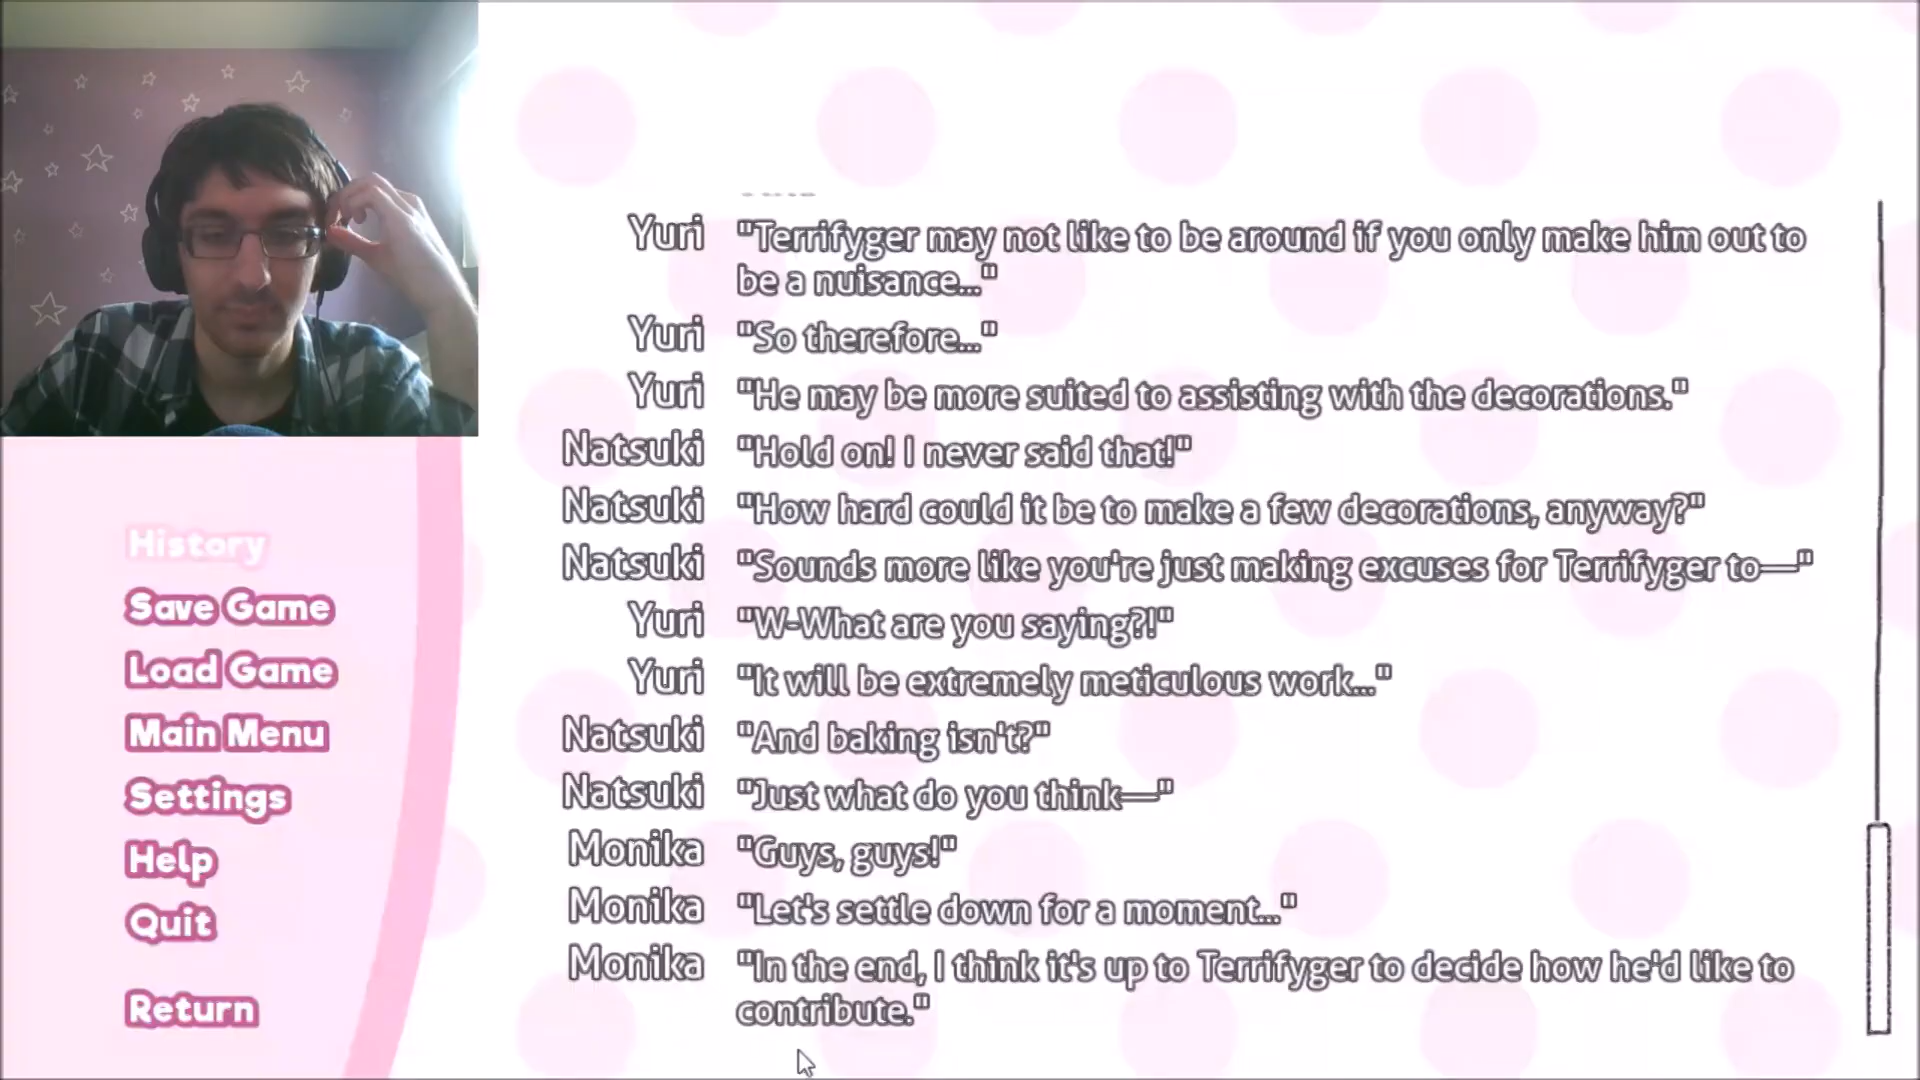 Yuri "Terrifyger may not like to be around if you only make him out to
be a nuisance..."
Yuri "So therefore..."
Yuri "He may be more suited to assisting with the decorations."
Natsuki "Hold on! I never said that!"
Natsuki "How hard could it be to make a few decorations, anyway?"
Natsuki "Sounds more like you're just making excuses for Terrifyger to—"
Yuri "W-What are you saying?!"
Yuri "It will be extremely meticulous work..."
Natsuki "And baking isn't?"
Natsuki "Just what do you think—"
Monika "Guys, guys!"
Monika "Let's settle down for a moment..."
Monika "In the end, I think it's up to Terrifyger to decide how he'd like to
contribute."
History
Save Game
Load Game
Main Menu
Settings
Help
Quit
Return